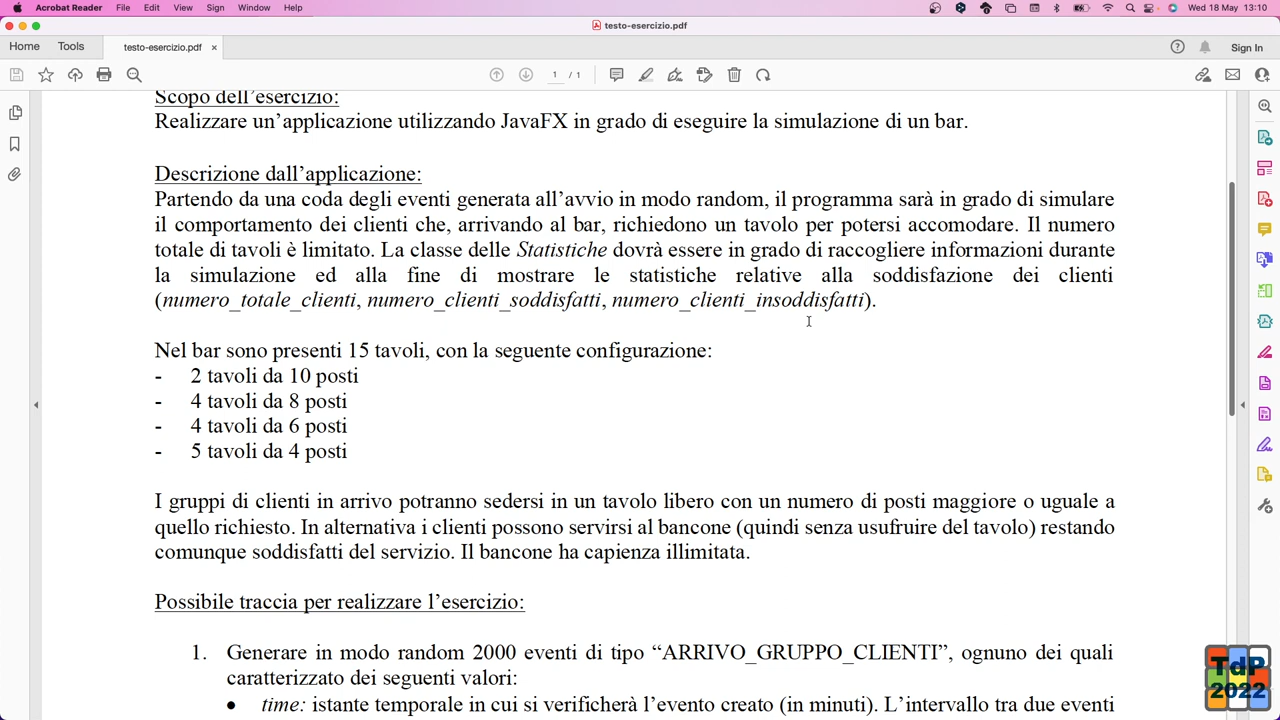 Acrobat Reader File Edit View Sign Window Help Wed 18 May 13:10
testo-esercizio.pdf
Home Tools testo-esercizio.pdf × Sign In
1 / 1
Scopo dell’esercizio:
Realizzare un’applicazione utilizzando JavaFX in grado di eseguire la simulazione di un bar.
Descrizione dall’applicazione:
Partendo da una coda degli eventi generata all’avvio in modo random, il programma sarà in grado di simulare
il comportamento dei clienti che, arrivando al bar, richiedono un tavolo per potersi accomodare. Il numero
totale di tavoli è limitato. La classe delle Statistiche dovrà essere in grado di raccogliere informazioni durante
la simulazione ed alla fine di mostrare le statistiche relative alla soddisfazione dei clienti
(numero_totale_clienti, numero_clienti_soddisfatti, numero_clienti_insoddisfatti).
Nel bar sono presenti 15 tavoli, con la seguente configurazione:
- 2 tavoli da 10 posti
- 4 tavoli da 8 posti
- 4 tavoli da 6 posti
- 5 tavoli da 4 posti
I gruppi di clienti in arrivo potranno sedersi in un tavolo libero con un numero di posti maggiore o uguale a
quello richiesto. In alternativa i clienti possono servirsi al bancone (quindi senza usufruire del tavolo) restando
comunque soddisfatti del servizio. Il bancone ha capienza illimitata.
Possibile traccia per realizzare l’esercizio:
1. Generare in modo random 2000 eventi di tipo “ARRIVO_GRUPPO_CLIENTI”, ognuno dei quali
caratterizzato dei seguenti valori:
● time: istante temporale in cui si verificherà l’evento creato (in minuti). L’intervallo tra due eventi
TdP
2022